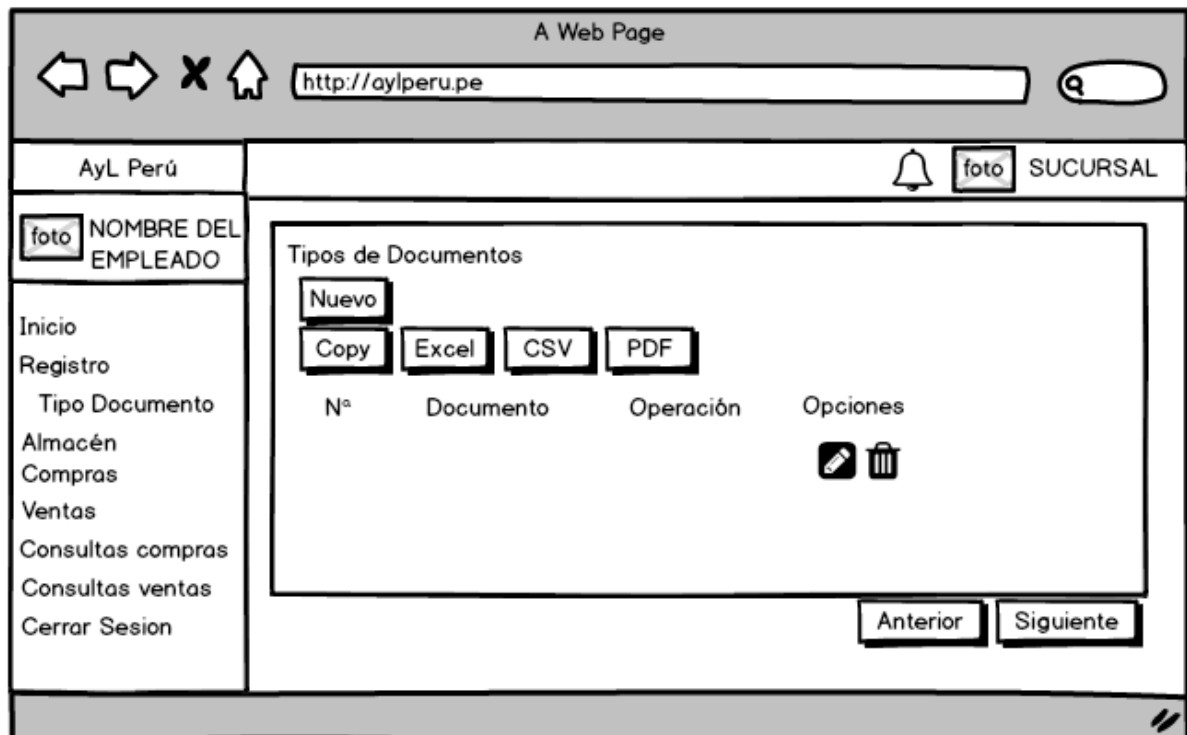 A Web Page
http://aylperu.pe
AyL Perú
foto SUCURSAL
foto NOMBRE DEL
EMPLEADO
Inicio
Registro
Tipo Documento
Almacén
Compras
Ventas
Consultas compras
Consultas ventas
Cerrar Sesion
Tipos de Documentos
Nuevo
Copy Excel CSV PDF
Nª Documento Operación Opciones
Anterior Siguiente